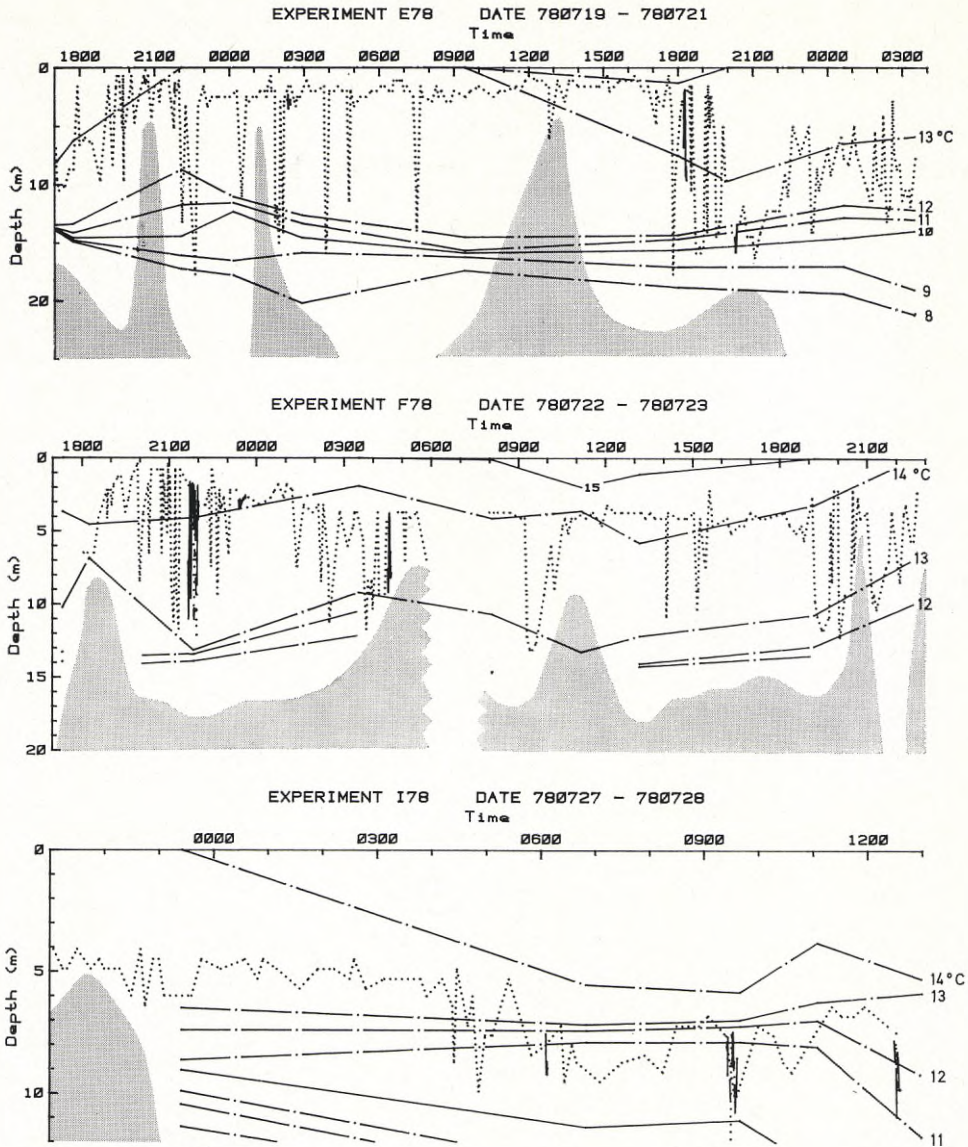 EXPERIMENT E78 DATE 780719 - 780721
Time
1800 2100 0000 0300 0600 0900 1200 1500 1800 2100 0000 0300
0
10
20
Depth (m)
13 °C
12
11
10
9
8
EXPERIMENT F78 DATE 780722 - 780723
Time
1800 2100 0000 0300 0600 0900 1200 1500 1800 2100
0
5
10
15
20
Depth (m)
15
14 °C
13
12
EXPERIMENT I78 DATE 780727 - 780728
Time
0000 0300 0600 0900 1200
0
5
10
Depth (m)
14 °C
13
12
11